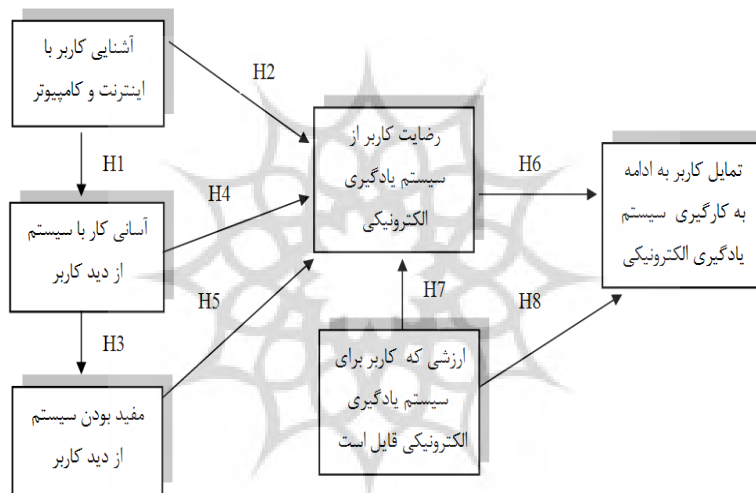 آشنایی کاربر با
اینترنت و کامپیوتر
H2
رضایت کاربر از
سیستم یادگیری
الکترونیکی
H1
H6
تمایل کاربر به ادامه
به کارگیری سیستم
یادگیری الکترونیکی
H4
آسانی کار با سیستم
از دید کاربر
H5
H7
H8
H3
ارزشی که کاربر برای
سیستم یادگیری
الکترونیکی قایل است
مفید بودن سیستم
از دید کاربر